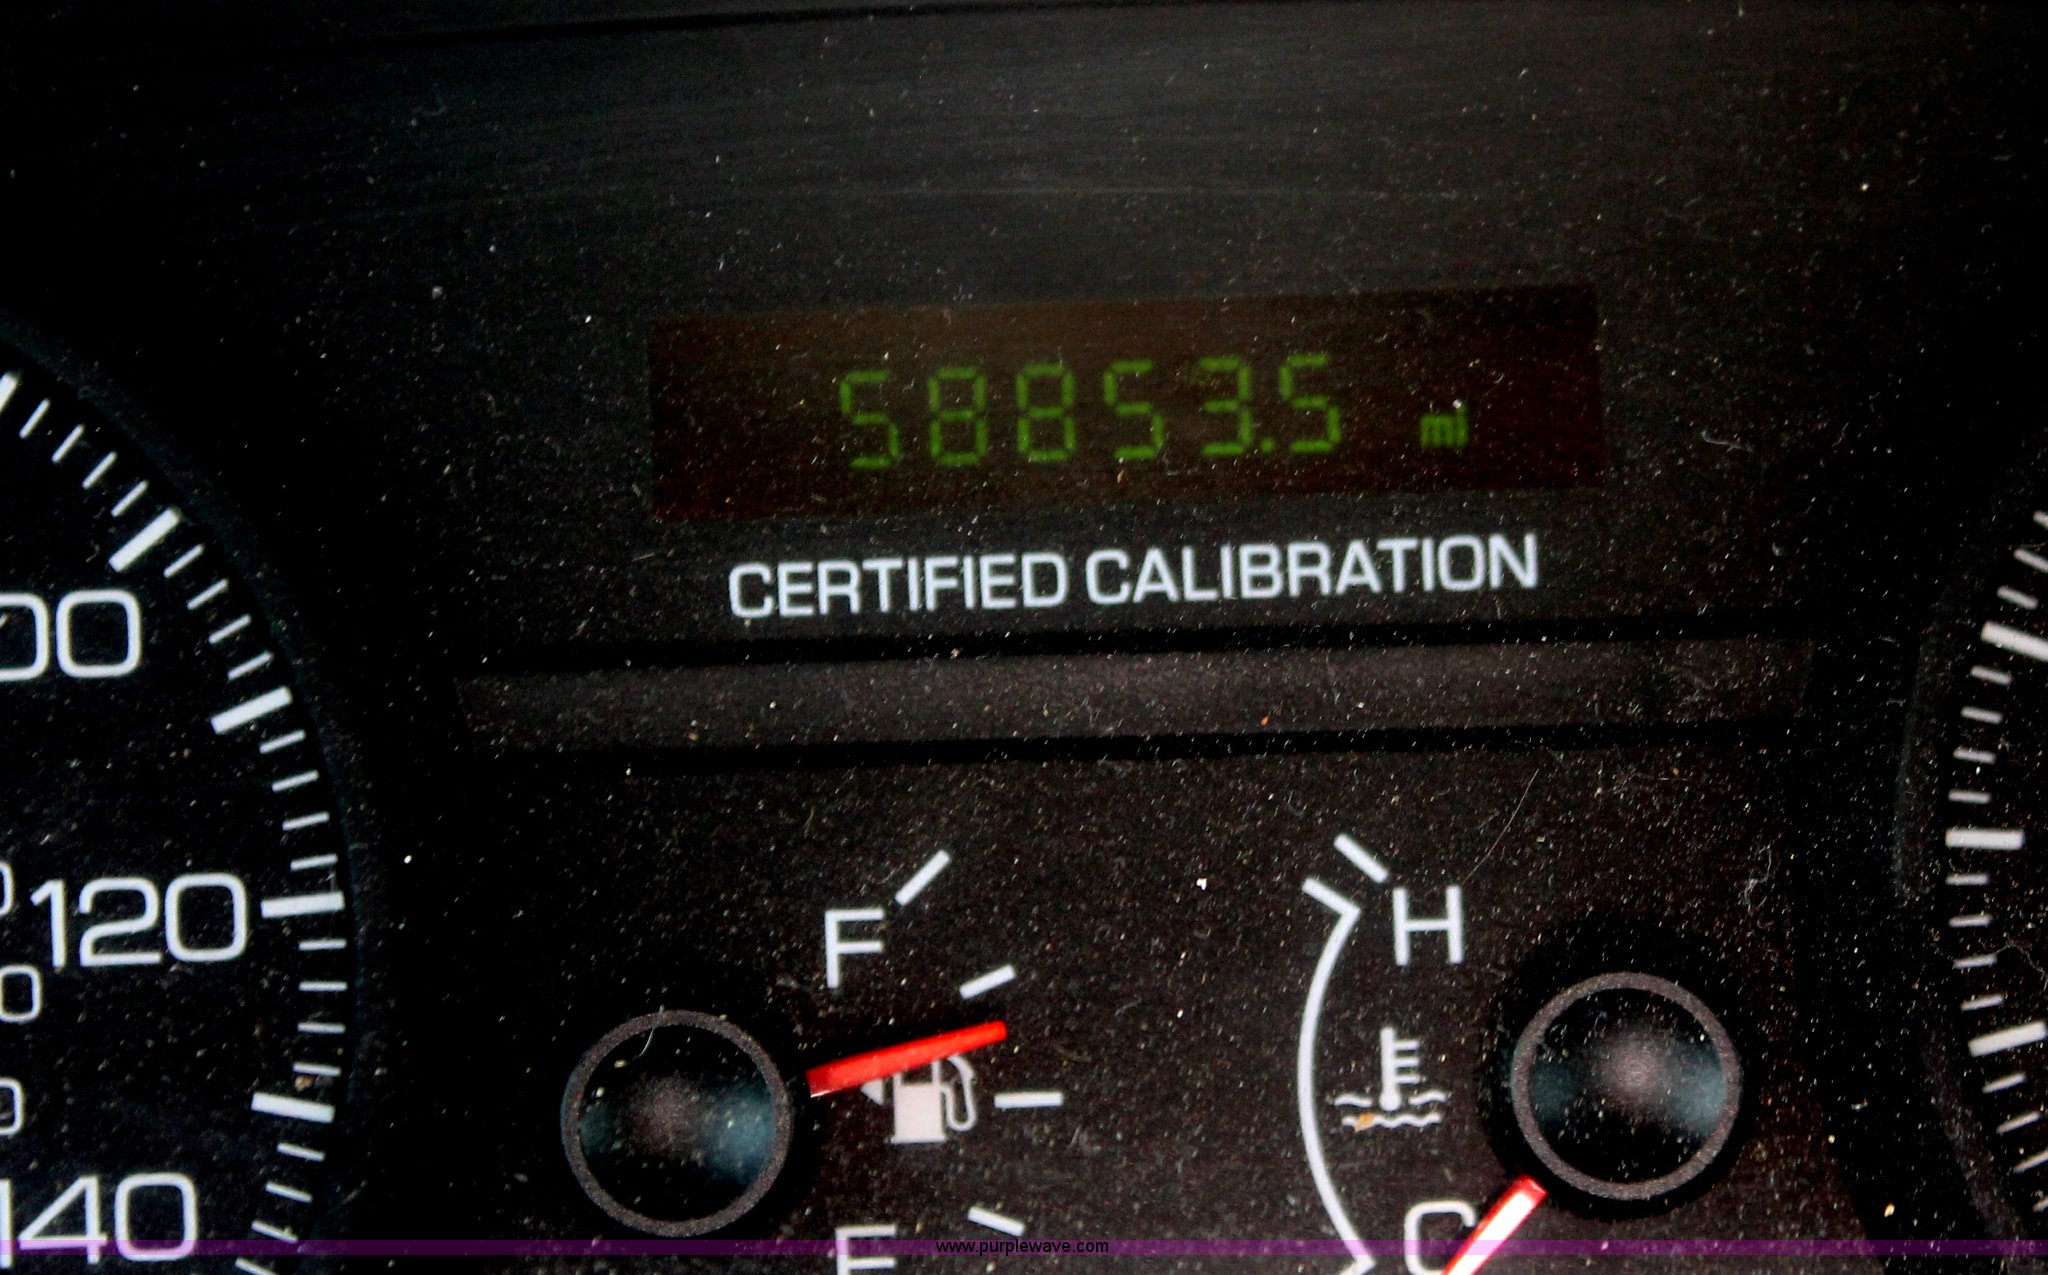 58853.5 mi
CERTIFIED CALIBRATION
00
120
140
F
H
E
C
www.purplewave.com